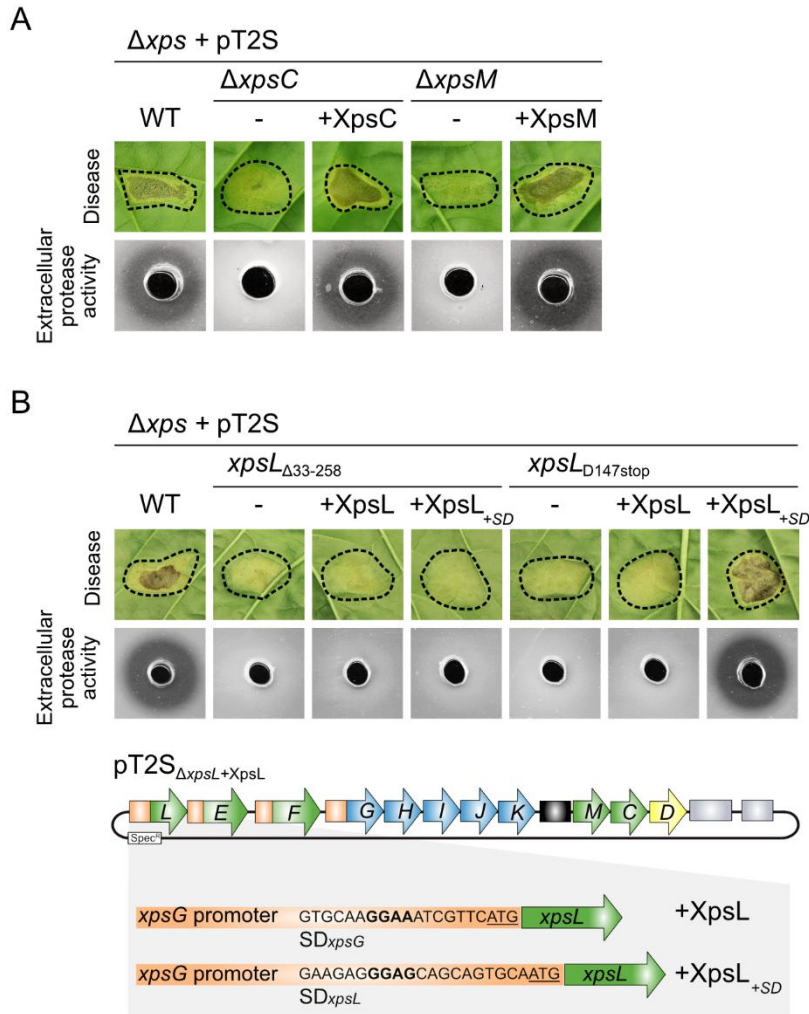 A
Δxps + pT2S
ΔxpsC ΔxpsM
WT - +XpsC - +XpsM
Disease
Extracellular
protease
activity
B
Δxps + pT2S
xpsLΔ33-258 xpsLD147stop
WT - +XpsL +XpsL+SD - +XpsL +XpsL+SD
Disease
Extracellular
protease
activity
pT2SΔxpsL+XpsL
L E F G H I J K M C D
SpecR
xpsG promoter GTGCAAGGAAATCGTTCATG xpsL +XpsL
SDxpsG
xpsG promoter GAAGAGGGAGCAGCAGTGCAATG xpsL +XpsL+SD
SDxpsL